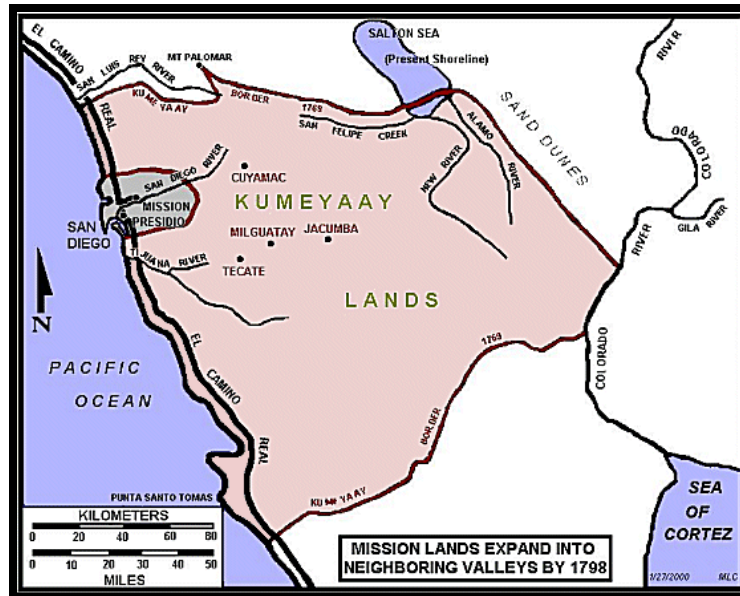 EL CAMINO
REAL
SAN LUIS REY
RIVER
MT PALOMAR
KUMEYAAY
BORDER
1769
SALTON SEA
(Present Shoreline)
SAN FELIPE CREEK
NEW RIVER
ALAMO
RIVER
SAND DUNES
RIVER
COLORADO
GILA RIVER
RIVER
COLORADO
CUYAMAC
SAN DIEGO RIVER
MISSION
PRESIDIO
SAN
DIEGO
KUMEYAAY
LANDS
MILGUATAY
JACUMBA
TECATE
TIJUANA RIVER
N
PACIFIC
OCEAN
EL CAMINO
REAL
1769
BORDER
KUMEYAAY
PUNTA SANTO TOMAS
KILOMETERS
0 20 40 60 80
0 10 20 30 40 50
MILES
MISSION LANDS EXPAND INTO
NEIGHBORING VALLEYS BY 1798
SEA
OF
CORTEZ
1/27/2000 MLC